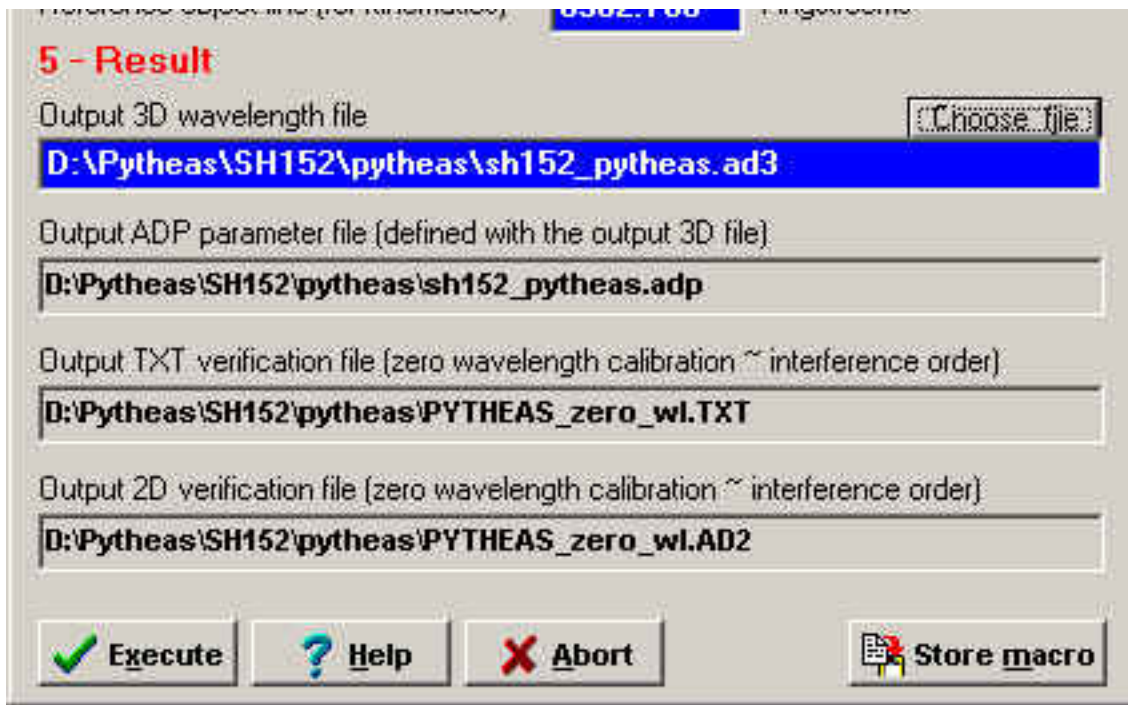 5 - Result
Output 3D wavelength file
Choose file
D:\Pytheas\SH152\pytheas\sh152_pytheas.ad3
Output ADP parameter file (defined with the output 3D file)
D:\Pytheas\SH152\pytheas\sh152_pytheas.adp
Output TXT verification file (zero wavelength calibration ~ interference order)
D:\Pytheas\SH152\pytheas\PYTHEAS_zero_wl.TXT
Output 2D verification file (zero wavelength calibration ~ interference order)
D:\Pytheas\SH152\pytheas\PYTHEAS_zero_wl.AD2
Execute Help Abort Store macro